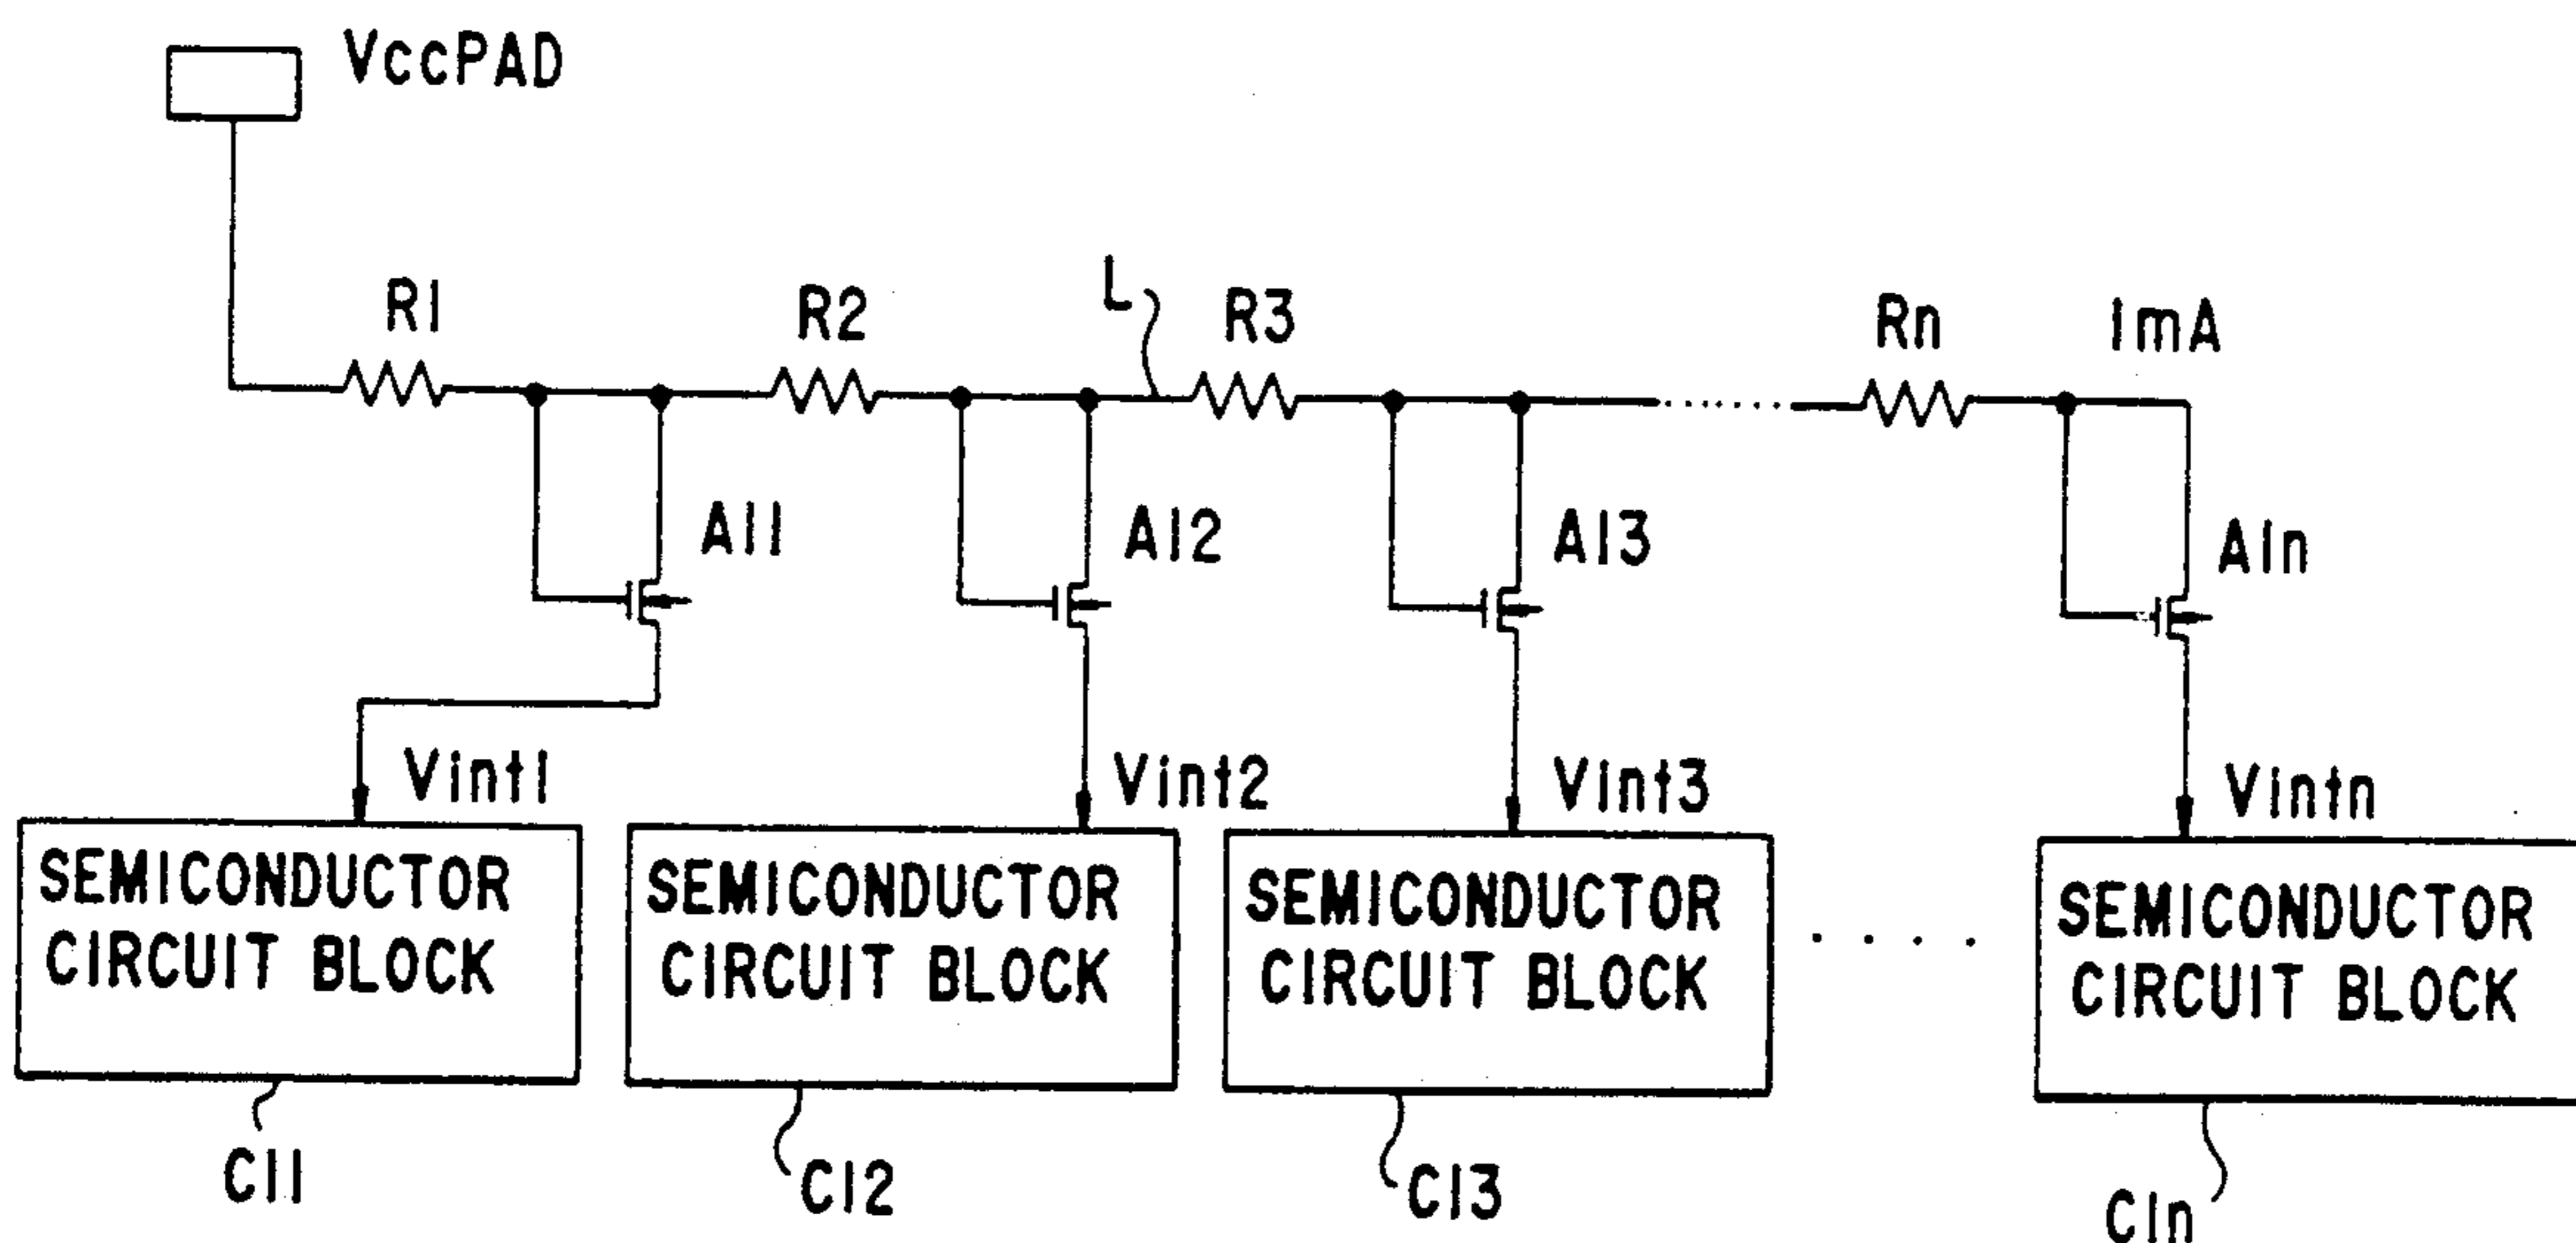 VccPAD
R1
R2
L
R3
Rn
1mA
A11
A12
A13
A1n
Vint1
Vint2
Vint3
Vintn
SEMICONDUCTOR
CIRCUIT BLOCK
SEMICONDUCTOR
CIRCUIT BLOCK
SEMICONDUCTOR
CIRCUIT BLOCK
. . . .
SEMICONDUCTOR
CIRCUIT BLOCK
C11
C12
C13
C1n